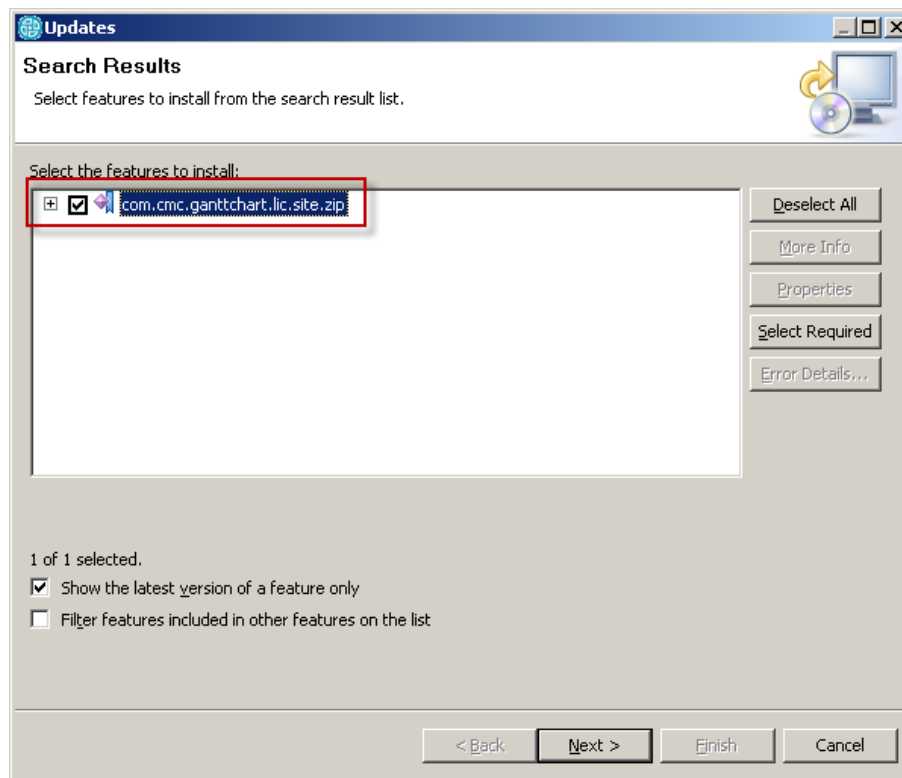 Updates
Search Results
Select features to install from the search result list.
Select the features to install:
com.cmc.ganttchart.lic.site.zip
Deselect All
More Info
Properties
Select Required
Error Details...
1 of 1 selected.
Show the latest version of a feature only
Filter features included in other features on the list
< Back
Next >
Finish
Cancel